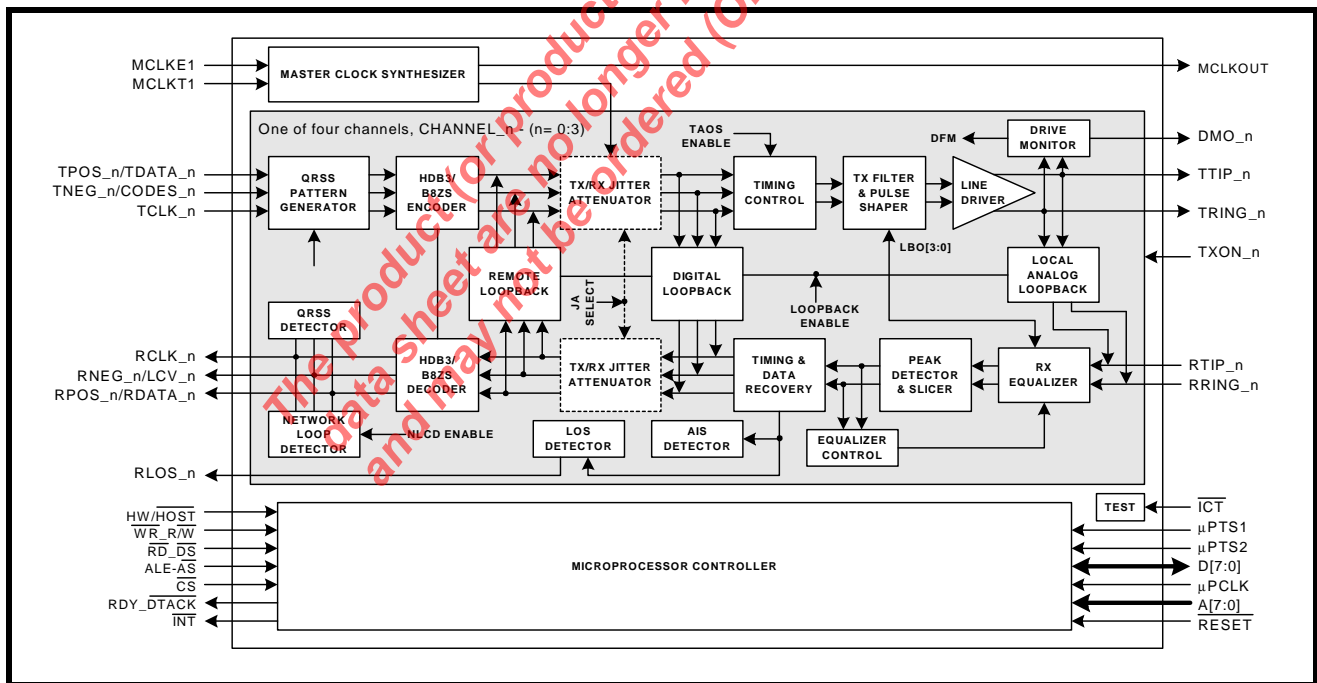 MCLKE1
MCLKT1
MASTER CLOCK SYNTHESIZER
MCLKOUT
One of four channels, CHANNEL_n - (n= 0:3)
TAOS
ENABLE
DFM
DRIVE
MONITOR
DMO_n
TPOS_n/TDATA_n
TNEG_n/CODES_n
TCLK_n
QRSS
PATTERN
GENERATOR
HDB3/
B8ZS
ENCODER
TX/RX JITTER
ATTENUATOR
TIMING
CONTROL
TX FILTER
& PULSE
SHAPER
LINE
DRIVER
TTIP_n
TRING_n
LBO[3:0]
TXON_n
REMOTE
LOOPBACK
JA
SELECT
DIGITAL
LOOPBACK
LOOPBACK
ENABLE
LOCAL
ANALOG
LOOPBACK
QRSS
DETECTOR
RCLK_n
RNEG_n/LCV_n
RPOS_n/RDATA_n
HDB3/
B8ZS
DECODER
TX/RX JITTER
ATTENUATOR
TIMING &
DATA
RECOVERY
PEAK
DETECTOR
& SLICER
RX
EQUALIZER
RTIP_n
RRING_n
NETWORK
LOOP
DETECTOR
NLCD ENABLE
LOS
DETECTOR
AIS
DETECTOR
EQUALIZER
CONTROL
RLOS_n
HW/HOST
WR_R/W
RD_DS
ALE-AS
CS
RDY_DTACK
INT
MICROPROCESSOR CONTROLLER
TEST
ICT
µPTS1
µPTS2
D[7:0]
µPCLK
A[7:0]
RESET
The product (or product
data sheet are no longer
and may not be ordered (O